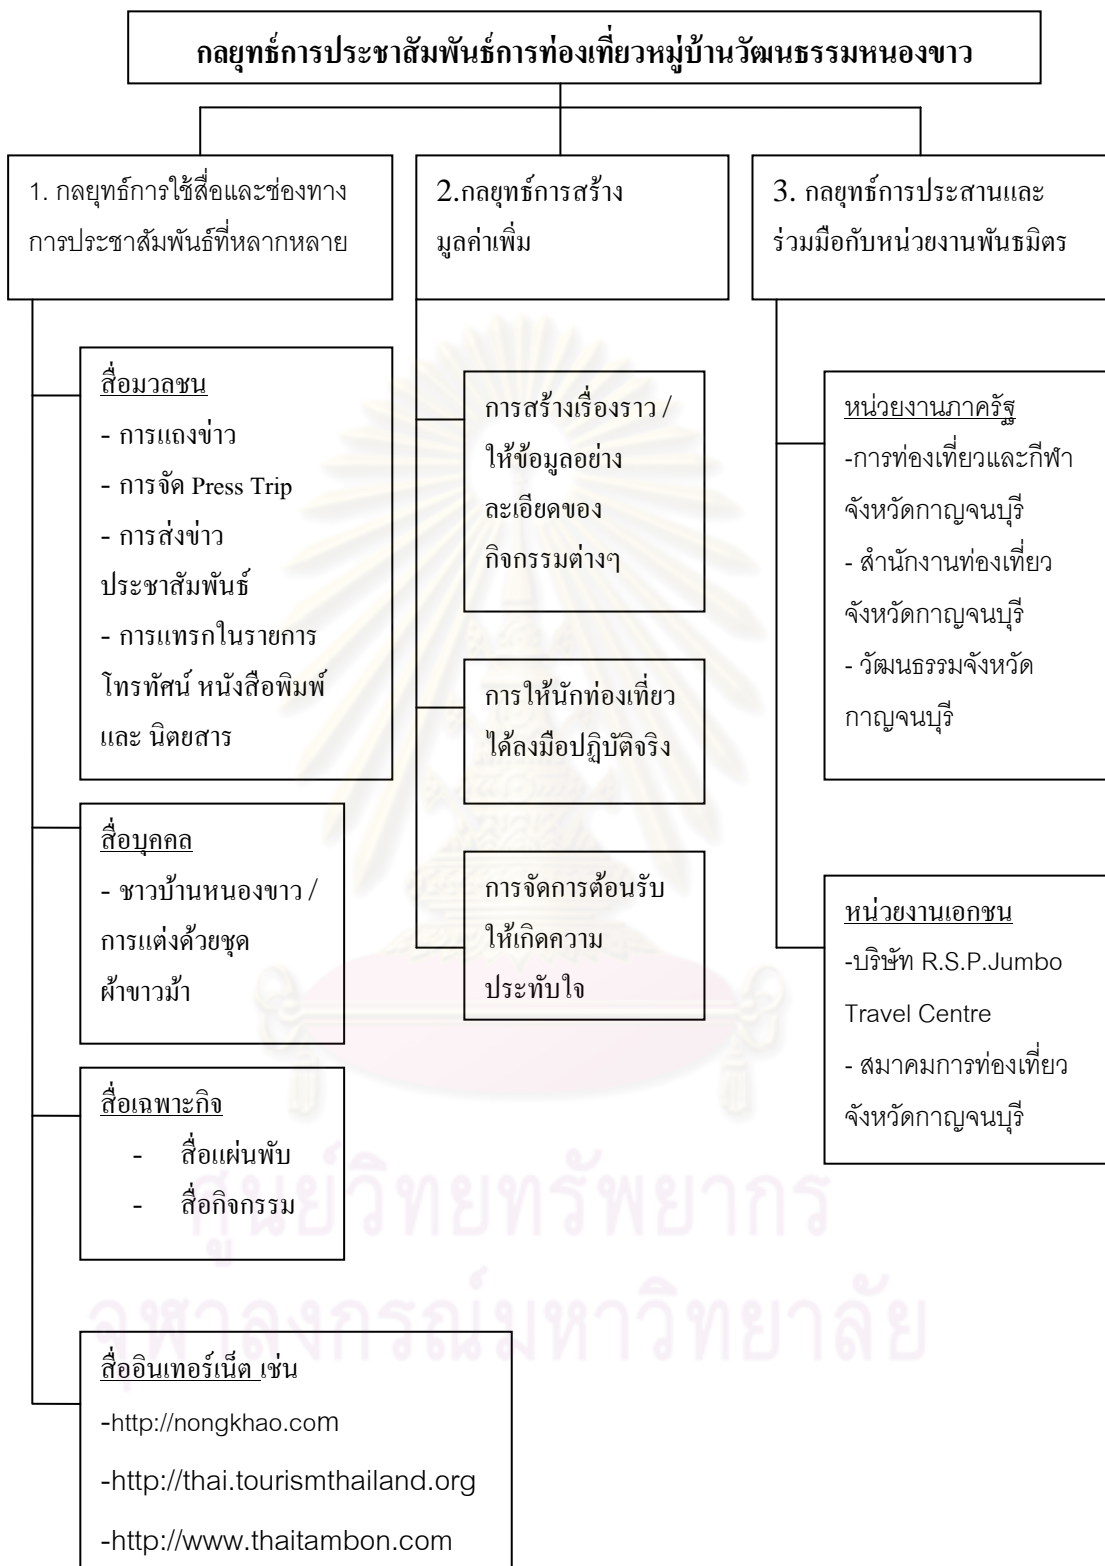 กลยุทธ์การประชาสัมพันธ์การท่องเที่ยวหมู่บ้านวัฒนธรรมหนองขาว
1. กลยุทธ์การใช้สื่อและช่องทาง
การประชาสัมพันธ์ที่หลากหลาย
สื่อมวลชน
- การแถงข่าว
- การจัด Press Trip
- การส่งข่าว
ประชาสัมพันธ์
- การแทรกในรายการ
โทรทัศน์ หนังสือพิมพ์
และ นิตยสาร
สื่อบุคคล
- ชาวบ้านหนองขาว /
การแต่งด้วยชุด
ผ้าขาวม้า
สื่อเฉพาะกิจ
- สื่อแผ่นพับ
- สื่อกิจกรรม
สื่ออินเทอร์เน็ต เช่น
-http://nongkhao.com
-http://thai.tourismthailand.org
-http://www.thaitambon.com
2.กลยุทธ์การสร้าง
มูลค่าเพิ่ม
การสร้างเรื่องราว /
ให้ข้อมูลอย่าง
ละเอียดของ
กิจกรรมต่างๆ
การให้นักท่องเที่ยว
ได้ลงมือปฏิบัติจริง
การจัดการต้อนรับ
ให้เกิดความ
ประทับใจ
3. กลยุทธ์การประสานและ
ร่วมมือกับหน่วยงานพันธมิตร
หน่วยงานภาครัฐ
-การท่องเที่ยวและกีฬา
จังหวัดกาญจนบุรี
- สำนักงานท่องเที่ยว
จังหวัดกาญจนบุรี
- วัฒนธรรมจังหวัด
กาญจนบุรี
หน่วยงานเอกชน
-บริษัท R.S.P.Jumbo
Travel Centre
- สมาคมการท่องเที่ยว
จังหวัดกาญจนบุรี
ศูนย์วิทยทรัพยากร
จุฬาลงกรณ์มหาวิทยาลัย